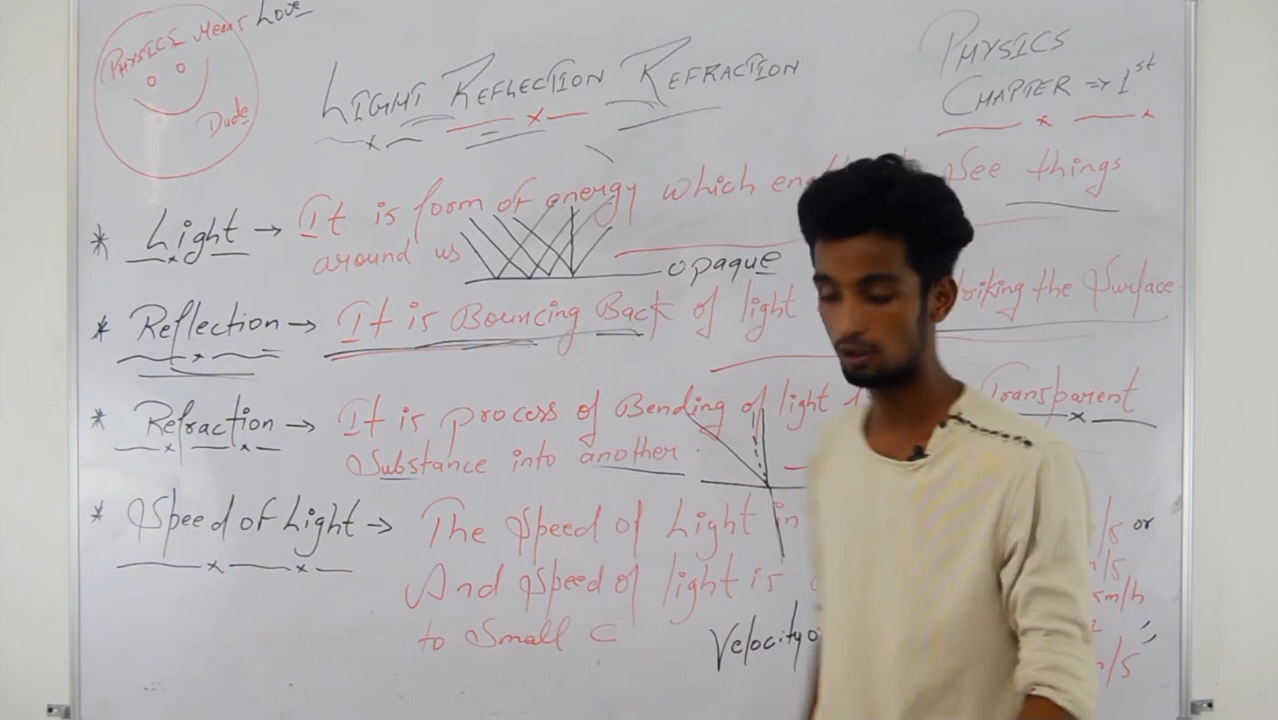 PHYSICS Means Love
Dude
LIGHT REFLECTION REFRACTION
PHYSICS
CHAPTER => 1st
* Light → It is form of energy which See things
around us
opaque
* Reflection → It is Bouncing Back of light the Surface
* Refraction → It is process of Bending of light Transparent
Substance into another
* Speed of Light → The Speed of Light in or
And Speed of light is
to Small C
Velocity